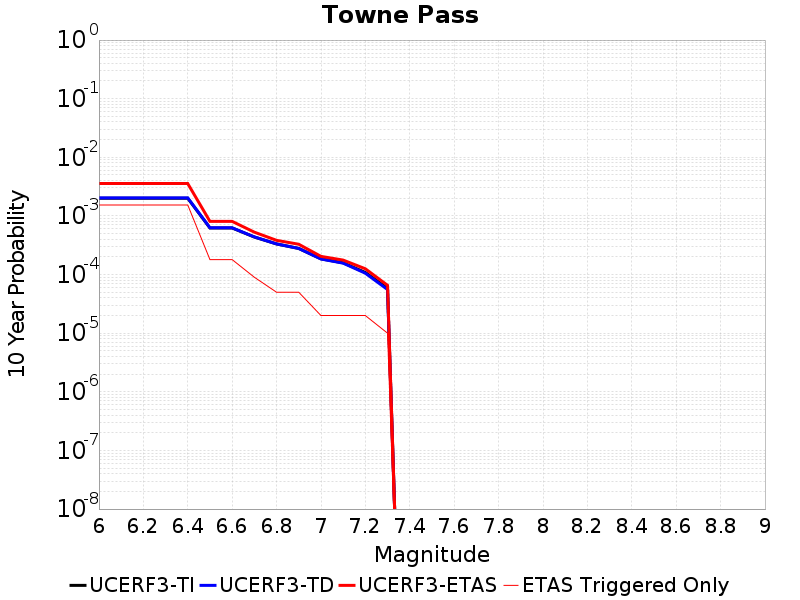 Towne Pass
10^0
10^-1
10^-2
10^-3
10^-4
10^-5
10^-6
10^-7
10^-8
10 Year Probability
6 6.2 6.4 6.6 6.8 7 7.2 7.4 7.6 7.8 8 8.2 8.4 8.6 8.8 9
Magnitude
UCERF3-TI UCERF3-TD UCERF3-ETAS ETAS Triggered Only